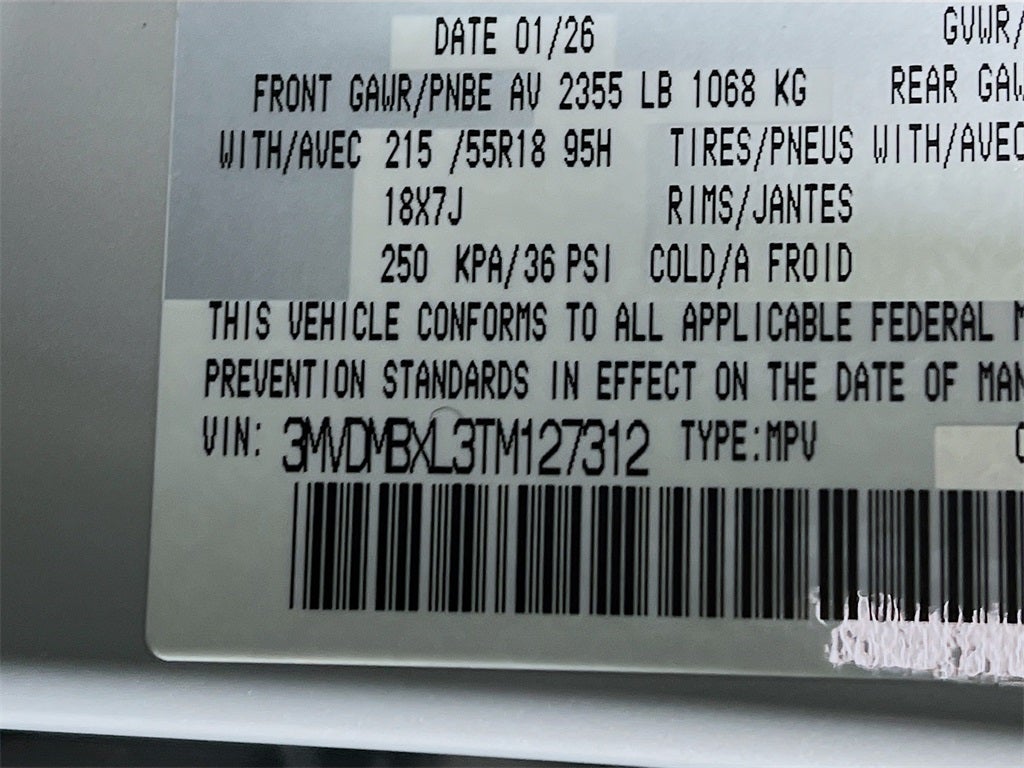 DATE 01/26 GVWR/
FRONT GAWR/PNBE AV 2355 LB 1068 KG REAR GAW
WITH/AVEC 215 /55R18 95H TIRES/PNEUS WITH/AVEC
18X7J RIMS/JANTES
250 KPA/36 PSI COLD/A FROID
THIS VEHICLE CONFORMS TO ALL APPLICABLE FEDERAL M
PREVENTION STANDARDS IN EFFECT ON THE DATE OF MAN
VIN: 3MVDMBXL3TM127312 TYPE:MPV